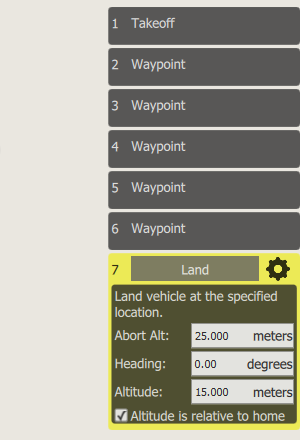 1 Takeoff
2 Waypoint
3 Waypoint
4 Waypoint
5 Waypoint
6 Waypoint
7 Land
Land vehicle at the specified
location.
Abort Alt: 25.000 meters
Heading: 0.00 degrees
Altitude: 15.000 meters
Altitude is relative to home